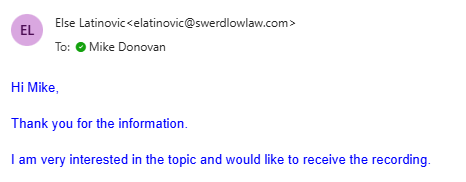 EL
Else Latinovic<elatinovic@swerdlowlaw.com>
To: Mike Donovan
Hi Mike,
Thank you for the information.
I am very interested in the topic and would like to receive the recording.